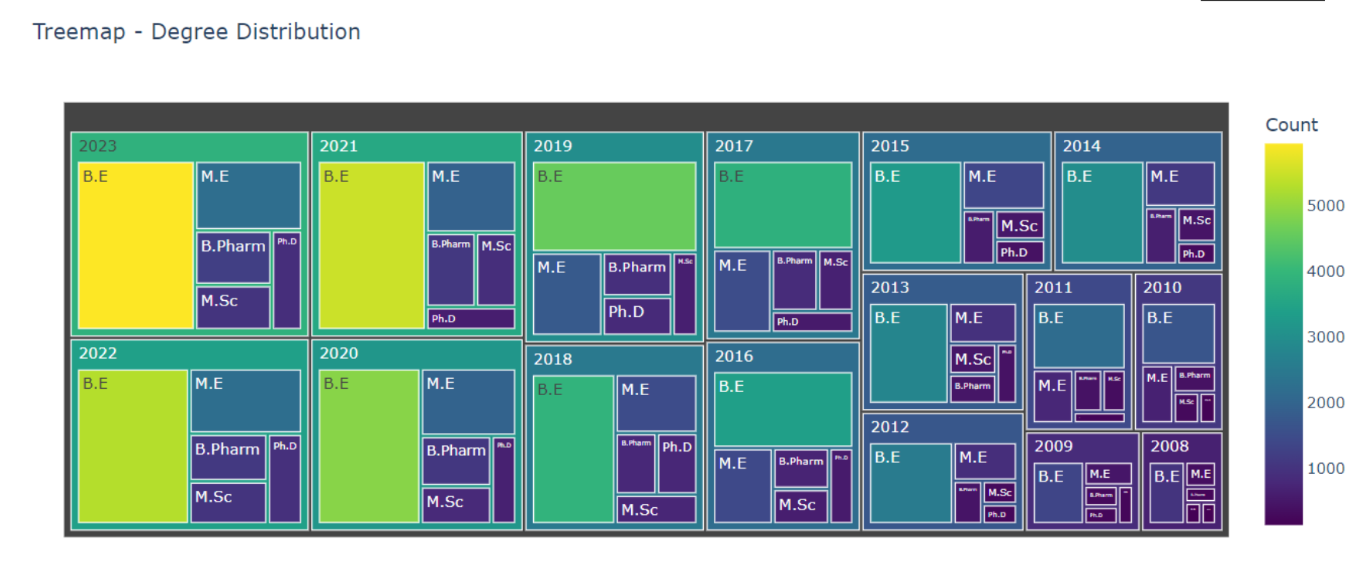 Treemap - Degree Distribution
Count
5000
4000
3000
2000
1000
2023
B.E
M.E
B.Pharm
Ph.D
M.Sc
2022
B.E
M.E
B.Pharm
Ph.D
M.Sc
2021
B.E
M.E
B.Pharm
M.Sc
Ph.D
2020
B.E
M.E
B.Pharm
Ph.D
M.Sc
2019
B.E
M.E
B.Pharm
M.Sc
Ph.D
2018
B.E
M.E
B.Pharm
Ph.D
M.Sc
2017
B.E
M.E
B.Pharm
M.Sc
Ph.D
2016
B.E
M.E
B.Pharm
Ph.D
M.Sc
2015
B.E
M.E
B.Pharm
M.Sc
Ph.D
2014
B.E
M.E
B.Pharm
M.Sc
Ph.D
2013
B.E
M.E
M.Sc
Ph.D
B.Pharm
2012
B.E
M.E
B.Pharm
M.Sc
Ph.D
2011
B.E
M.E
B.Pharm
M.Sc
2010
B.E
M.E
B.Pharm
M.Sc
2009
B.E
M.E
B.Pharm
Ph.D
2008
B.E
M.E
B.Pharm